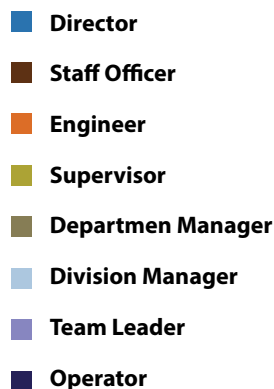 Director
Staff Officer
Engineer
Supervisor
Departmen Manager
Division Manager
Team Leader
Operator